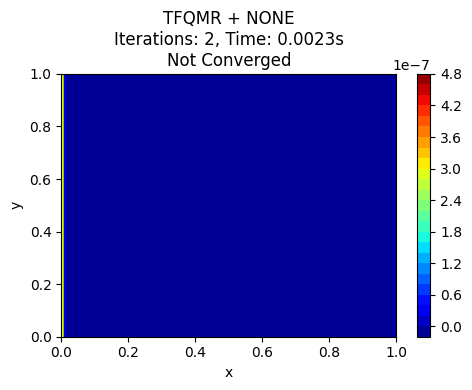 TFQMR + NONE
Iterations: 2, Time: 0.0023s
Not Converged
1e−7
1.0
0.8
0.6
0.4
0.2
0.0
y
0.0 0.2 0.4 0.6 0.8 1.0
x
4.8
4.2
3.6
3.0
2.4
1.8
1.2
0.6
0.0